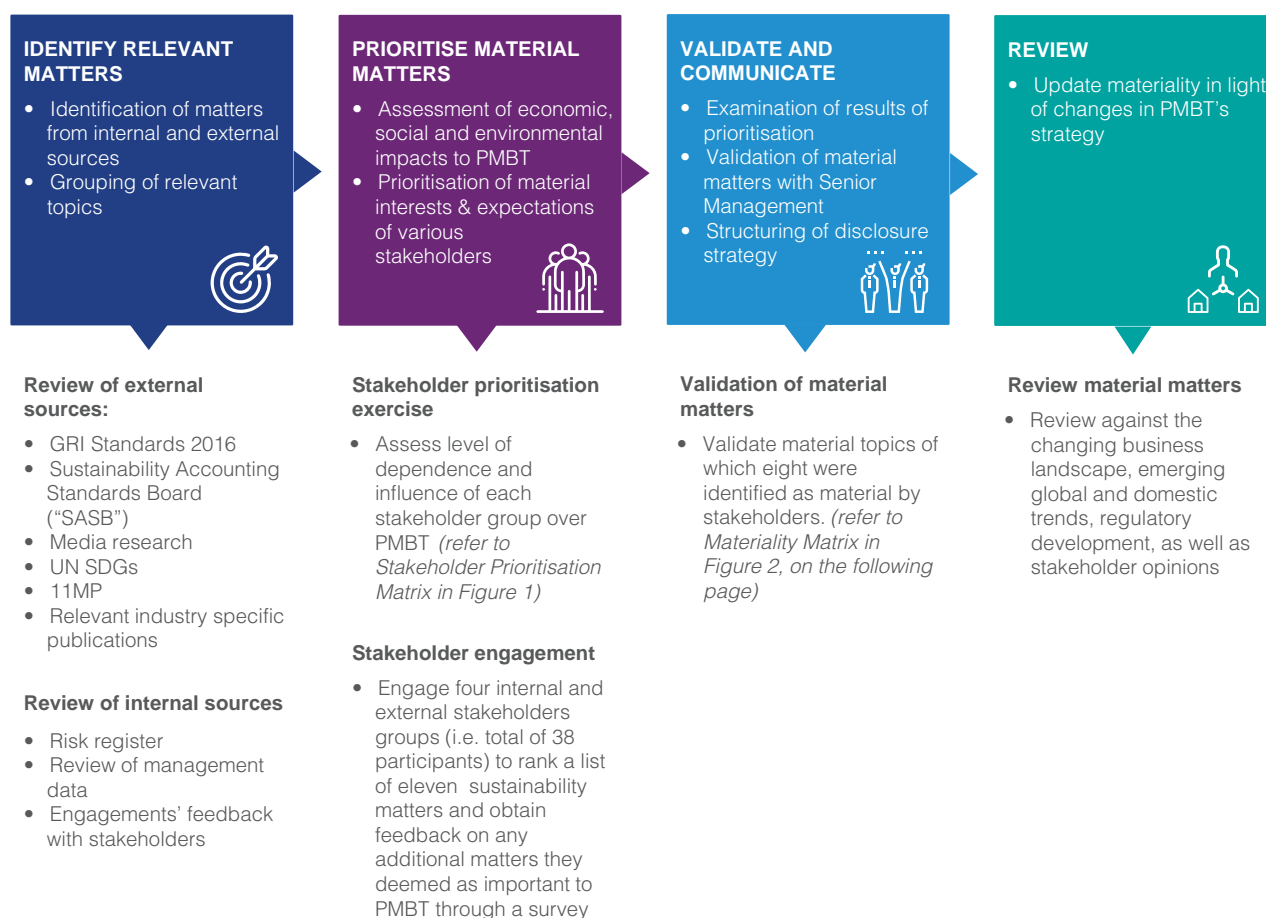 IDENTIFY RELEVANT
MATTERS
• Identification of matters
from internal and external
sources
• Grouping of relevant
topics
Review of external
sources:
• GRI Standards 2016
• Sustainability Accounting
Standards Board
(“SASB”)
• Media research
• UN SDGs
• 11MP
• Relevant industry specific
publications
Review of internal sources
• Risk register
• Review of management
data
• Engagements’ feedback
with stakeholders
PRIORITISE MATERIAL
MATTERS
• Assessment of economic,
social and environmental
impacts to PMBT
• Prioritisation of material
interests & expectations
of various
stakeholders
Stakeholder prioritisation
exercise
• Assess level of
dependence and
influence of each
stakeholder group over
PMBT (refer to
Stakeholder Prioritisation
Matrix in Figure 1)
Stakeholder engagement
• Engage four internal and
external stakeholders
groups (i.e. total of 38
participants) to rank a list
of eleven sustainability
matters and obtain
feedback on any
additional matters they
deemed as important to
PMBT through a survey
VALIDATE AND
COMMUNICATE
• Examination of results of
prioritisation
• Validation of material
matters with Senior
Management
• Structuring of disclosure
strategy
Validation of material
matters
• Validate material topics of
which eight were
identified as material by
stakeholders. (refer to
Materiality Matrix in
Figure 2, on the following
page)
REVIEW
• Update materiality in light
of changes in PMBT’s
strategy
Review material matters
• Review against the
changing business
landscape, emerging
global and domestic
trends, regulatory
development, as well as
stakeholder opinions